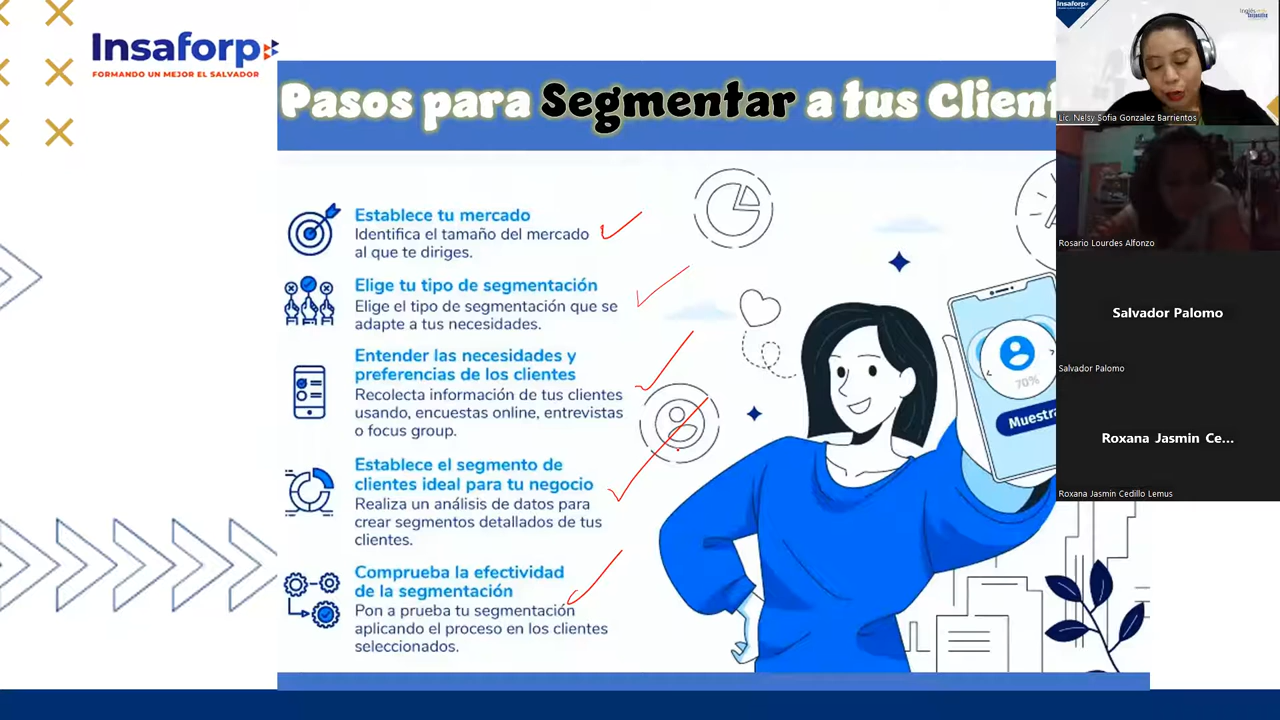 Insaforp
FORMANDO UN MEJOR EL SALVADOR
Pasos para Segmentar a tus Client
Establece tu mercado
Identifica el tamaño del mercado
al que te diriges.
Elige tu tipo de segmentación
Elige el tipo de segmentación que se
adapte a tus necesidades.
Entender las necesidades y
preferencias de los clientes
Recolecta información de tus clientes
usando, encuestas online, entrevistas
o focus group.
Establece el segmento de
clientes ideal para tu negocio
Realiza un análisis de datos para
crear segmentos detallados de tus
clientes.
Comprueba la efectividad
de la segmentación
Pon a prueba tu segmentación
aplicando el proceso en los clientes
seleccionados.
70%
Muestra
Insaforp
Lic. Nelsy Sofia Gonzalez Barrientos
Rosario Lourdes Alfonzo
Salvador Palomo
Salvador Palomo
Roxana Jasmin Ce...
Roxana Jasmin Cedillo Lemus